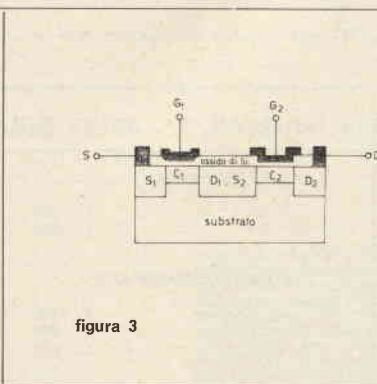 G₁ G₂
S D
ossido di Si.
S₁ C₁ D₁ . S₂ C₂ D₂
substrato
figura 3